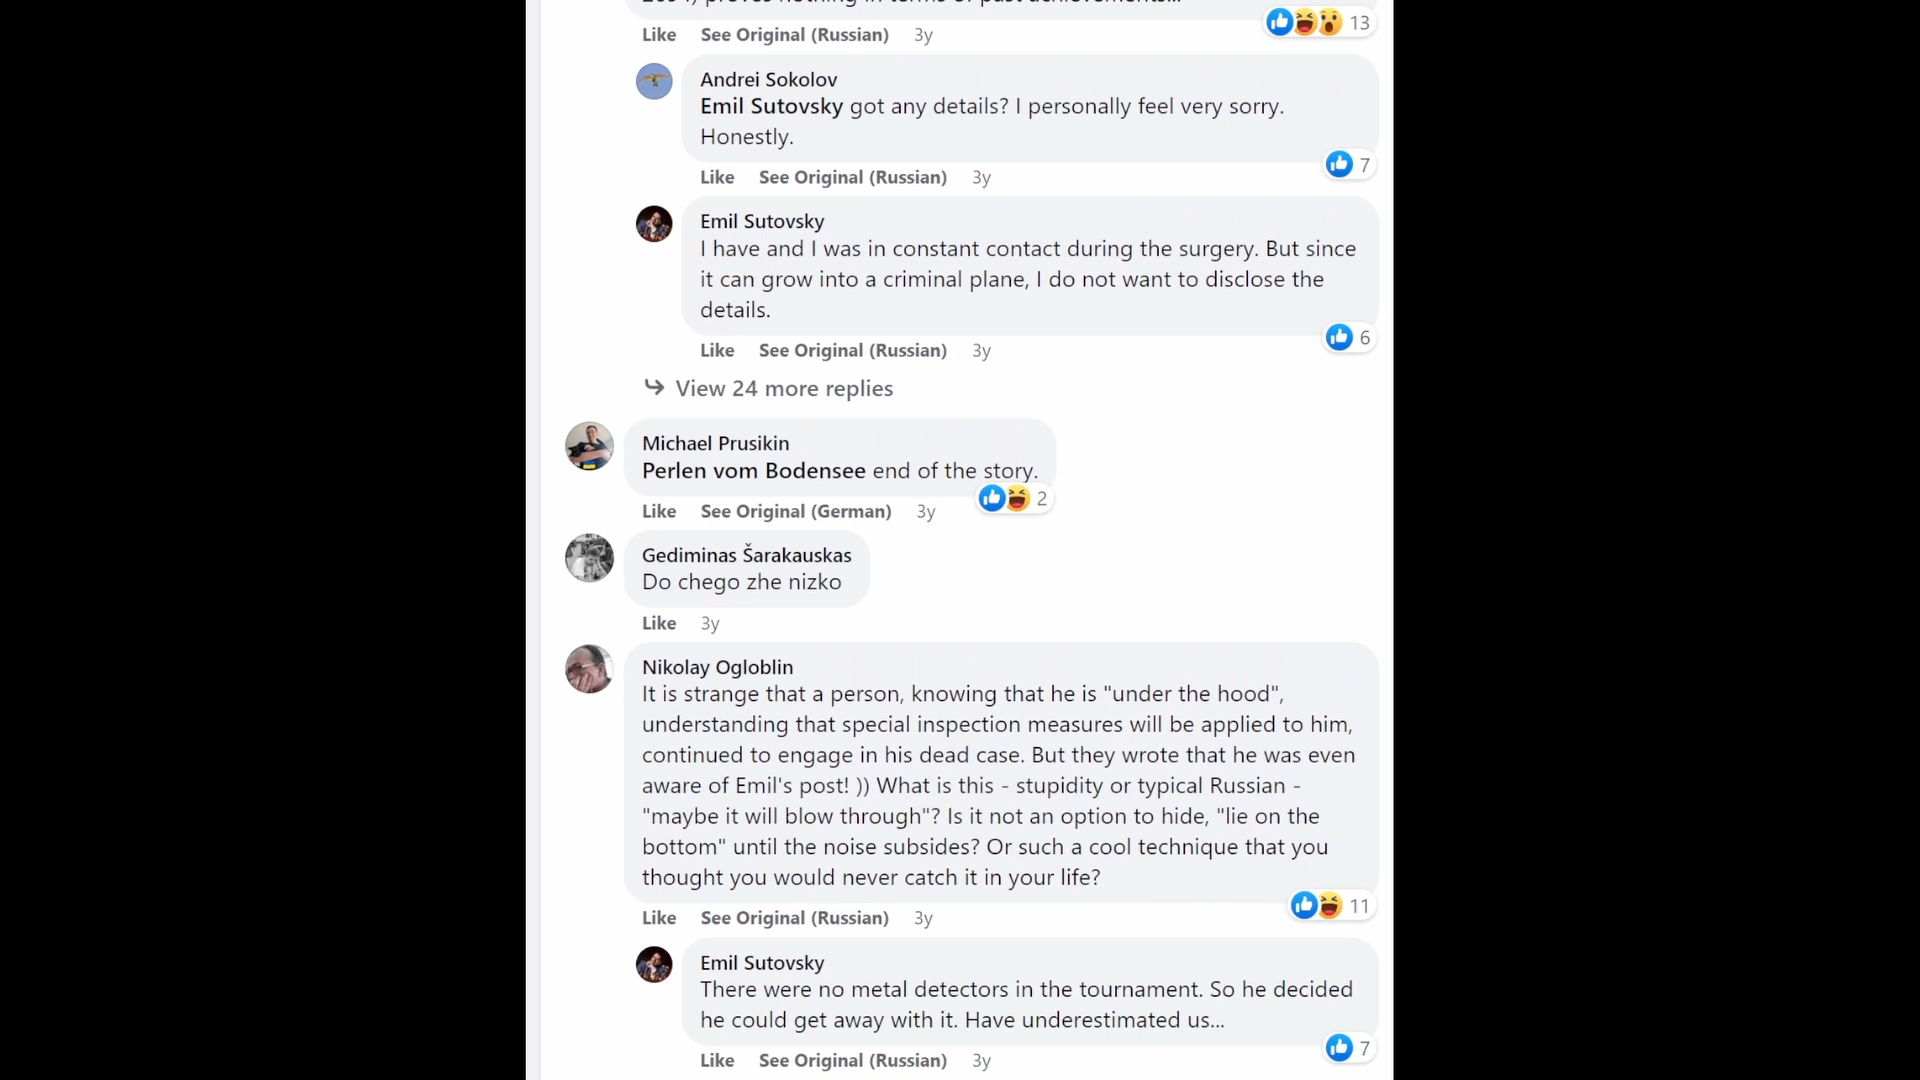 13
Like See Original (Russian) 3y
Andrei Sokolov
Emil Sutovsky got any details? I personally feel very sorry.
Honestly.
7
Like See Original (Russian) 3y
Emil Sutovsky
I have and I was in constant contact during the surgery. But since
it can grow into a criminal plane, I do not want to disclose the
details.
6
Like See Original (Russian) 3y
View 24 more replies
Michael Prusikin
Perlen vom Bodensee end of the story.
2
Like See Original (German) 3y
Gediminas Šarakauskas
Do chego zhe nizko
Like 3y
Nikolay Ogloblin
It is strange that a person, knowing that he is "under the hood",
understanding that special inspection measures will be applied to him,
continued to engage in his dead case. But they wrote that he was even
aware of Emil's post! )) What is this - stupidity or typical Russian -
"maybe it will blow through"? Is it not an option to hide, "lie on the
bottom" until the noise subsides? Or such a cool technique that you
thought you would never catch it in your life?
11
Like See Original (Russian) 3y
Emil Sutovsky
There were no metal detectors in the tournament. So he decided
he could get away with it. Have underestimated us...
7
Like See Original (Russian) 3y